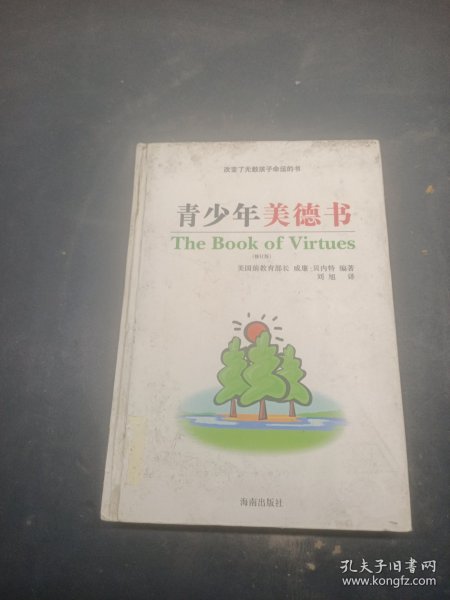 改变了无数孩子命运的书
青少年美德书
The Book of Virtues
（修订版）
美国前教育部长 威廉·贝内特 编著
刘旭 译
海南出版社
孔夫子旧书网
www.kongfz.com